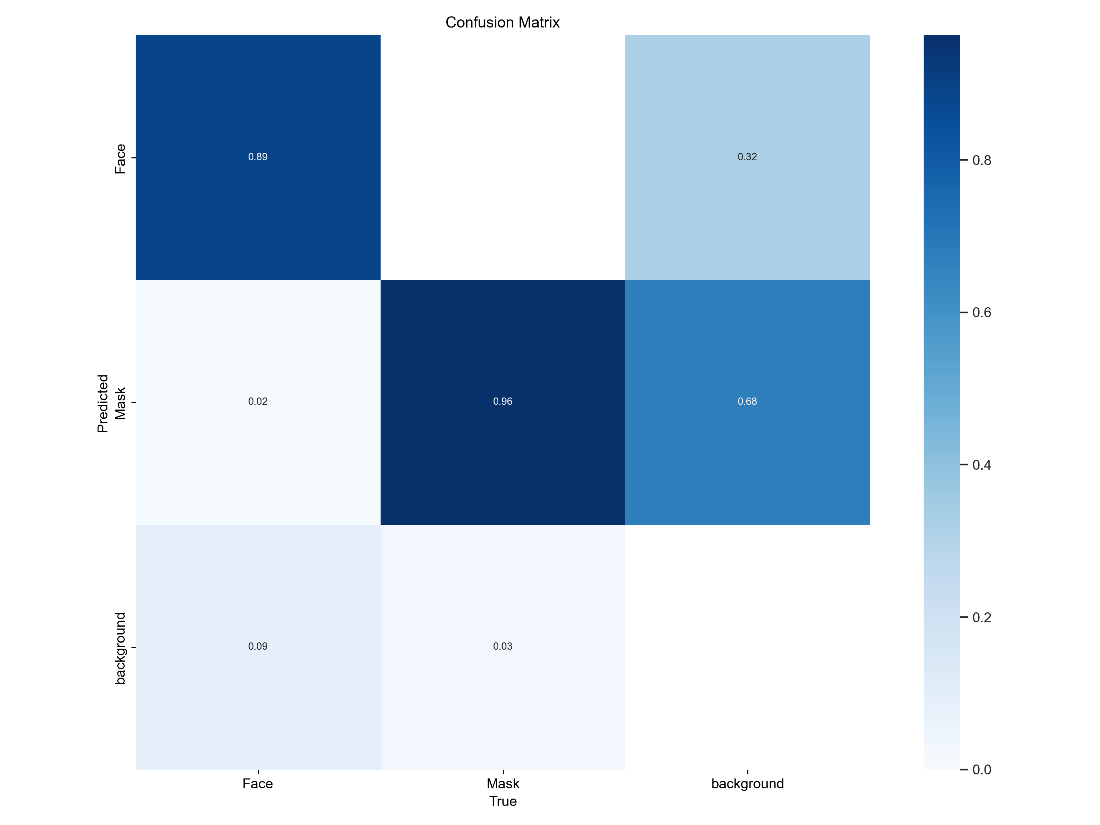 Confusion Matrix
Face
0.89
0.32
0.8
0.6
Predicted
Mask
0.02
0.96
0.68
0.4
0.2
background
0.09
0.03
0.0
Face
Mask
background
True